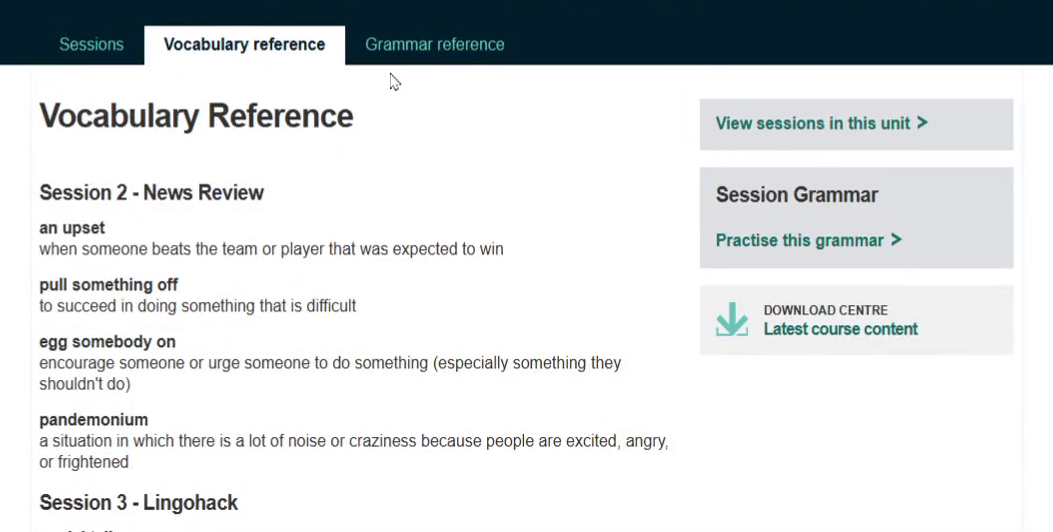 Sessions
Vocabulary reference
Grammar reference
Vocabulary Reference
Session 2 - News Review
an upset
when someone beats the team or player that was expected to win
pull something off
to succeed in doing something that is difficult
egg somebody on
encourage someone or urge someone to do something (especially something they
shouldn't do)
pandemonium
a situation in which there is a lot of noise or craziness because people are excited, angry,
or frightened
Session 3 - Lingohack
View sessions in this unit >
Session Grammar
Practise this grammar >
DOWNLOAD CENTRE
Latest course content